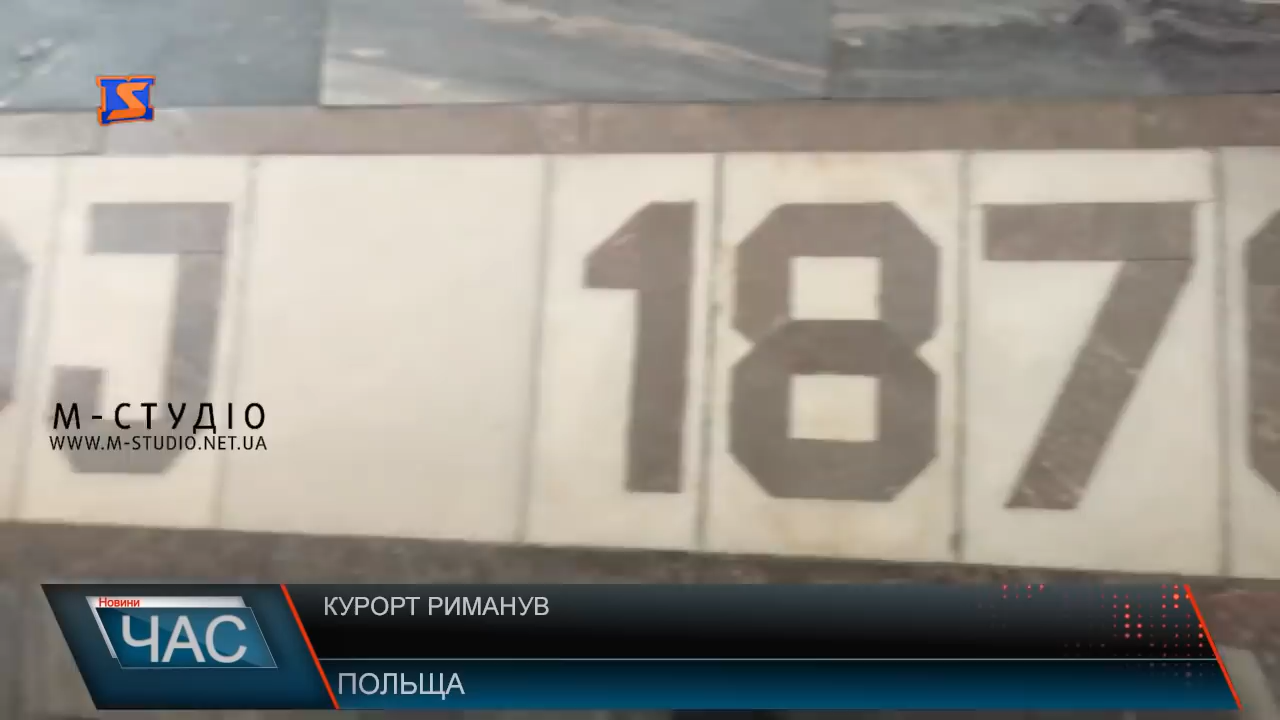 J 187
М-СТУДІО
WWW.M-STUDIO.NET.UA
Новини
ЧАС
КУРОРТ РИМАНУВ
ПОЛЬЩА